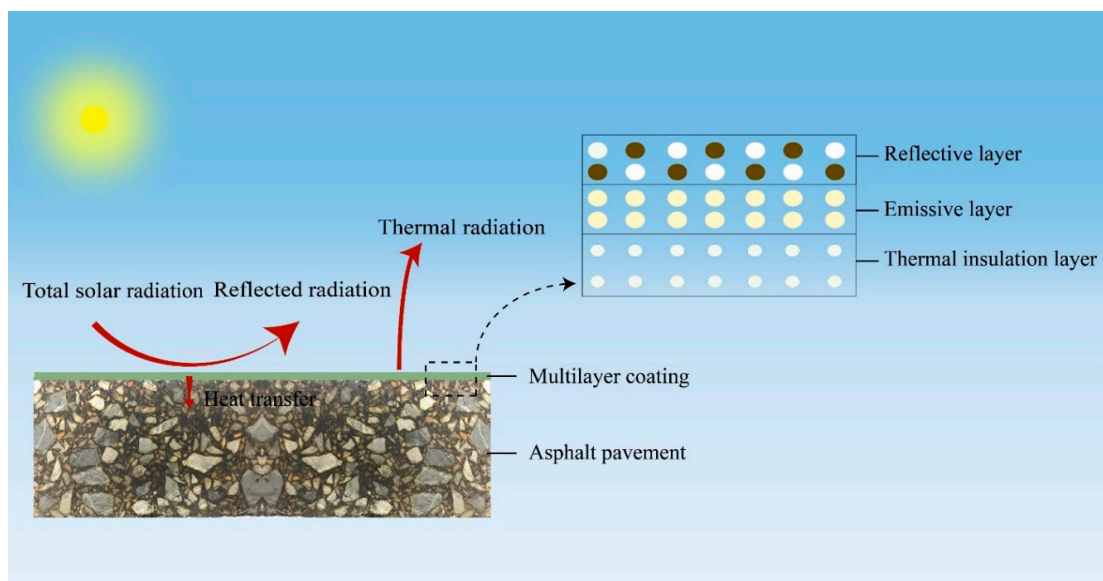 Reflective layer
Emissive layer
Thermal insulation layer
Thermal radiation
Total solar radiation
Reflected radiation
Multilayer coating
Heat transfer
Asphalt pavement